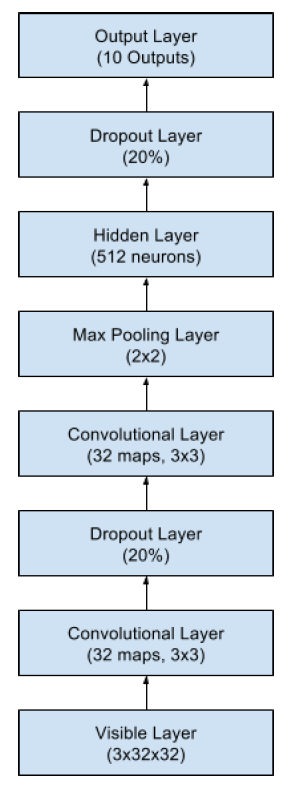 Output Layer
(10 Outputs)
Dropout Layer
(20%)
Hidden Layer
(512 neurons)
Max Pooling Layer
(2x2)
Convolutional Layer
(32 maps, 3x3)
Dropout Layer
(20%)
Convolutional Layer
(32 maps, 3x3)
Visible Layer
(3x32x32)